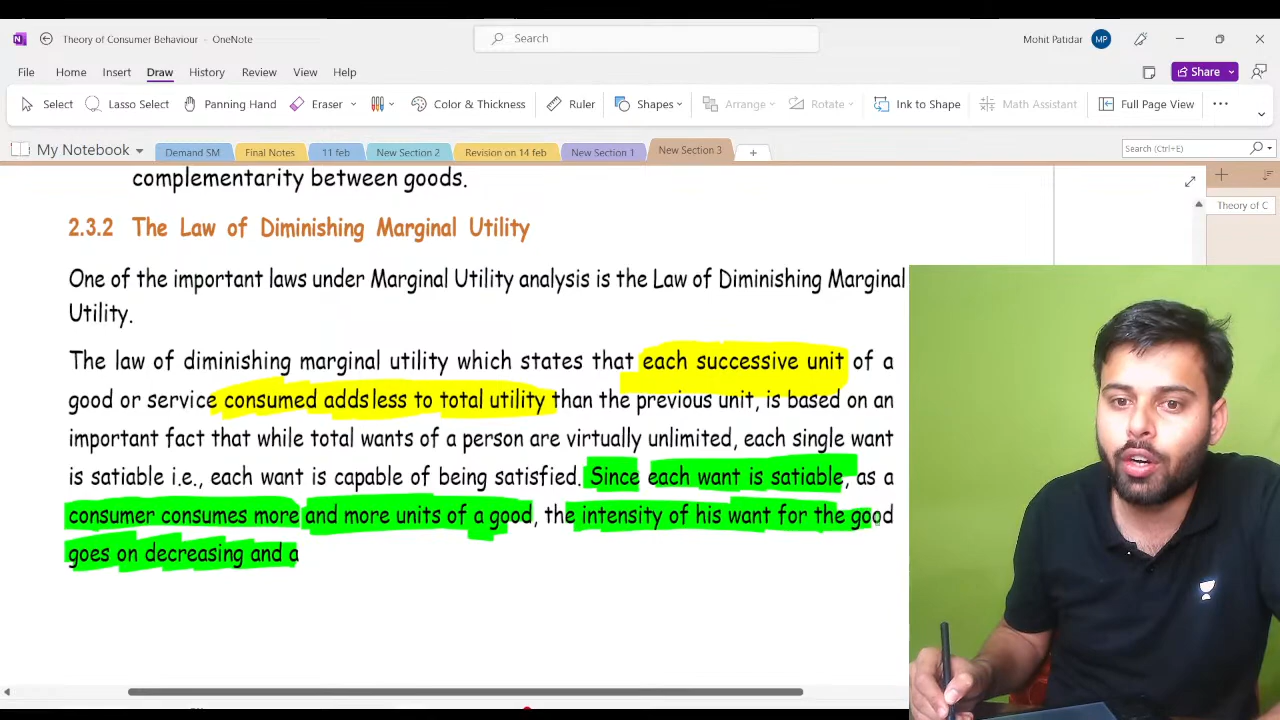 Theory of Consumer Behaviour - OneNote
Search
Mohit Patidar
MP
File Home Insert Draw History Review View Help
Share
Select Lasso Select Panning Hand Eraser Color & Thickness Ruler Shapes Arrange Rotate Ink to Shape Math Assistant Full Page View
My Notebook Demand SM Final Notes 11 feb New Section 2 Revision on 14 feb New Section 1 New Section 3 +
Search (Ctrl+E)
Theory of C
complementarity between goods.
2.3.2 The Law of Diminishing Marginal Utility
One of the important laws under Marginal Utility analysis is the Law of Diminishing Marginal
Utility.
The law of diminishing marginal utility which states that each successive unit of a
good or service consumed adds less to total utility than the previous unit, is based on an
important fact that while total wants of a person are virtually unlimited, each single want
is satiable i.e., each want is capable of being satisfied. Since each want is satiable, as a
consumer consumes more and more units of a good, the intensity of his want for the good
goes on decreasing and a